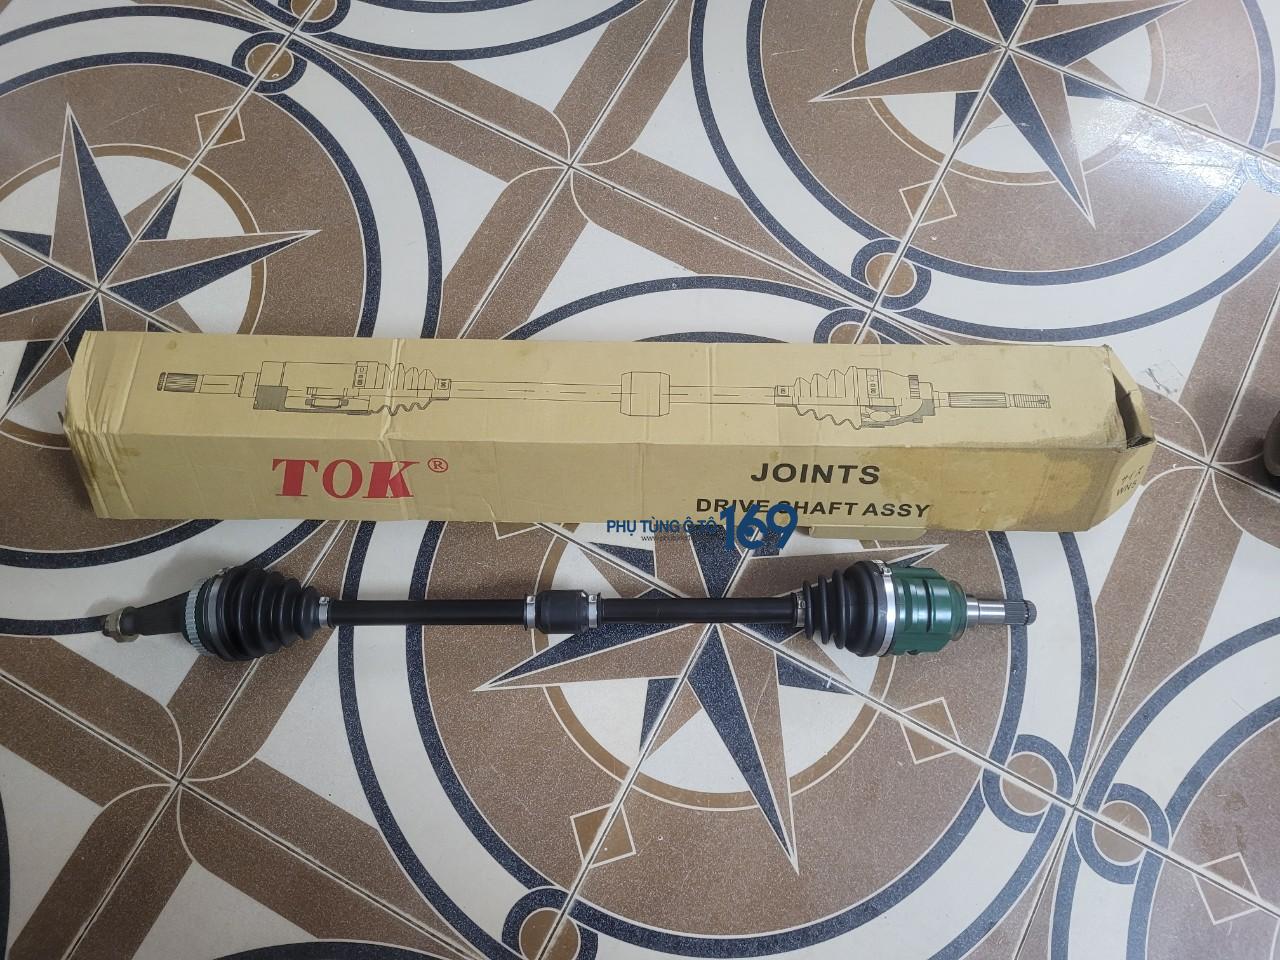 TOK®
JOINTS
DRIVE SHAFT ASSY
PHỤ TÙNG Ô TÔ 169